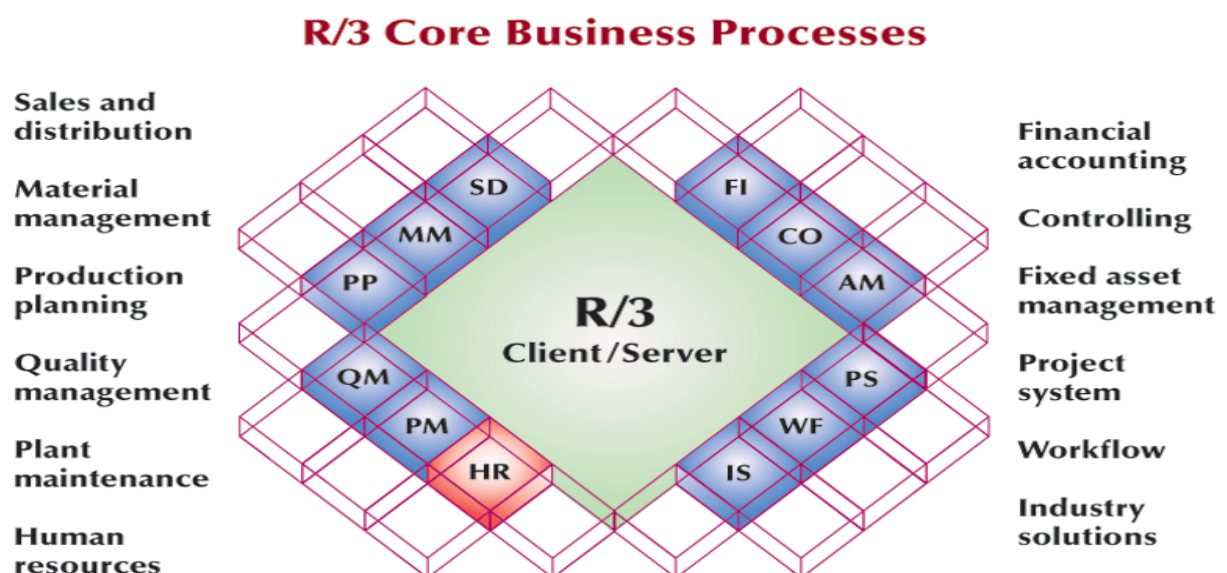 R/3 Core Business Processes
Sales and
distribution
Material
management
Production
planning
Quality
management
Plant
maintenance
Human
resources
SD
MM
PP
QM
PM
HR
R/3
Client/Server
FI
CO
AM
PS
WF
IS
Financial
accounting
Controlling
Fixed asset
management
Project
system
Workflow
Industry
solutions